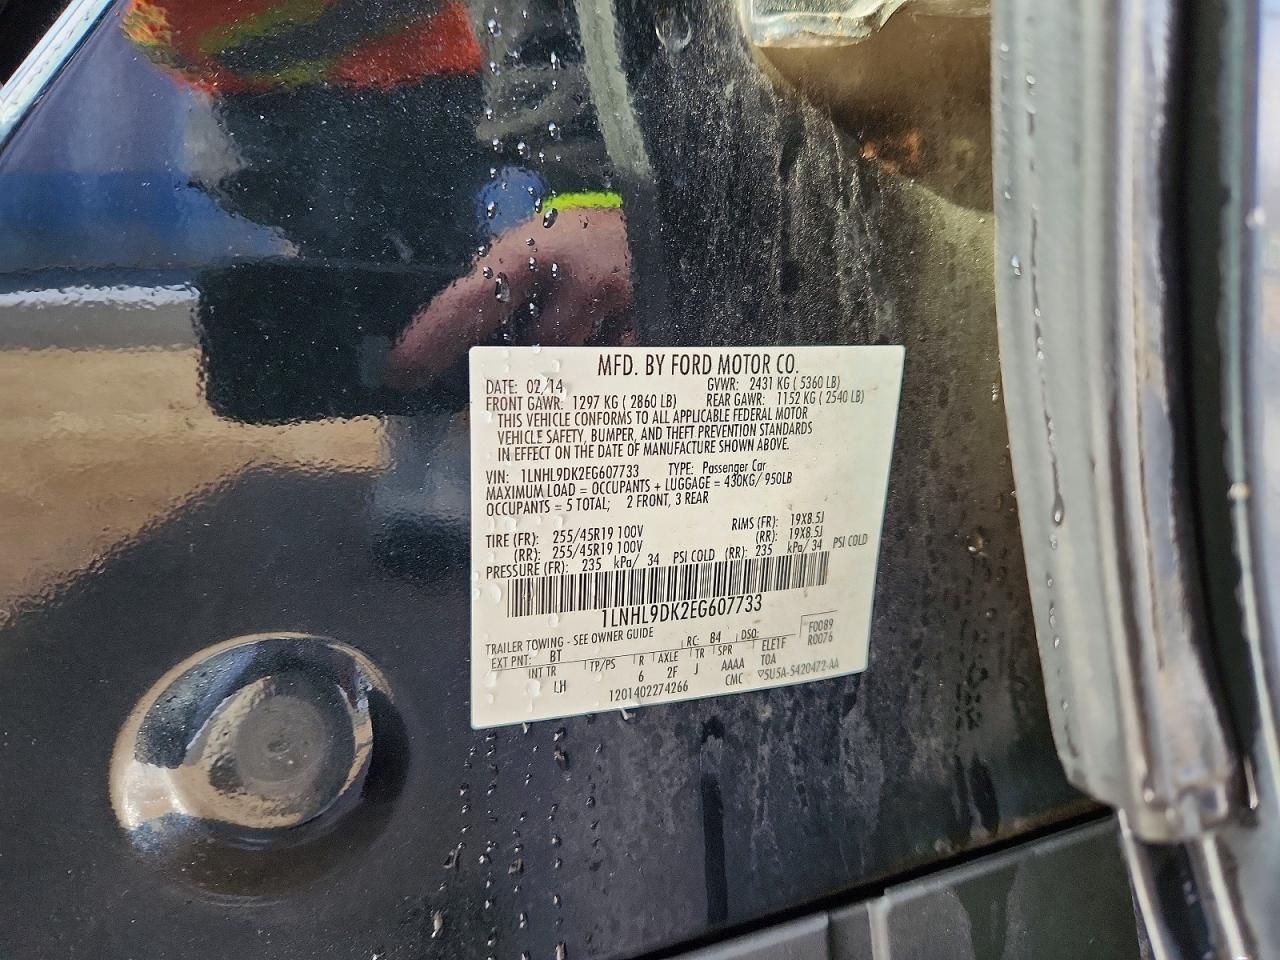 MFD. BY FORD MOTOR CO.
DATE: 02/14 GVWR: 2431 KG ( 5360 LB)
FRONT GAWR: 1297 KG ( 2860 LB) REAR GAWR: 1152 KG ( 2540 LB)
THIS VEHICLE CONFORMS TO ALL APPLICABLE FEDERAL MOTOR
VEHICLE SAFETY, BUMPER, AND THEFT PREVENTION STANDARDS
IN EFFECT ON THE DATE OF MANUFACTURE SHOWN ABOVE.
VIN: 1LNHL9DK2EG607733 TYPE: Passenger Car
MAXIMUM LOAD = OCCUPANTS + LUGGAGE = 430KG/ 950LB
OCCUPANTS = 5 TOTAL; 2 FRONT, 3 REAR
TIRE (FR): 255/45R19 100V RIMS (FR): 19X8.5J
(RR): 255/45R19 100V (RR): 19X8.5J
PRESSURE (FR): 235 kPa/ 34 PSI COLD (RR): 235 kPa/ 34 PSI COLD
1LNHL9DK2EG607733
TRAILER TOWING - SEE OWNER GUIDE F0089
EXT PNT: BT RC: 84 DSO: R0076
INT TR TP/PS R AXLE TR SPR ELE1F
LH 6 2F J AAAA TOA
1201402274266 CMC ▽5U5A-5420472-AA